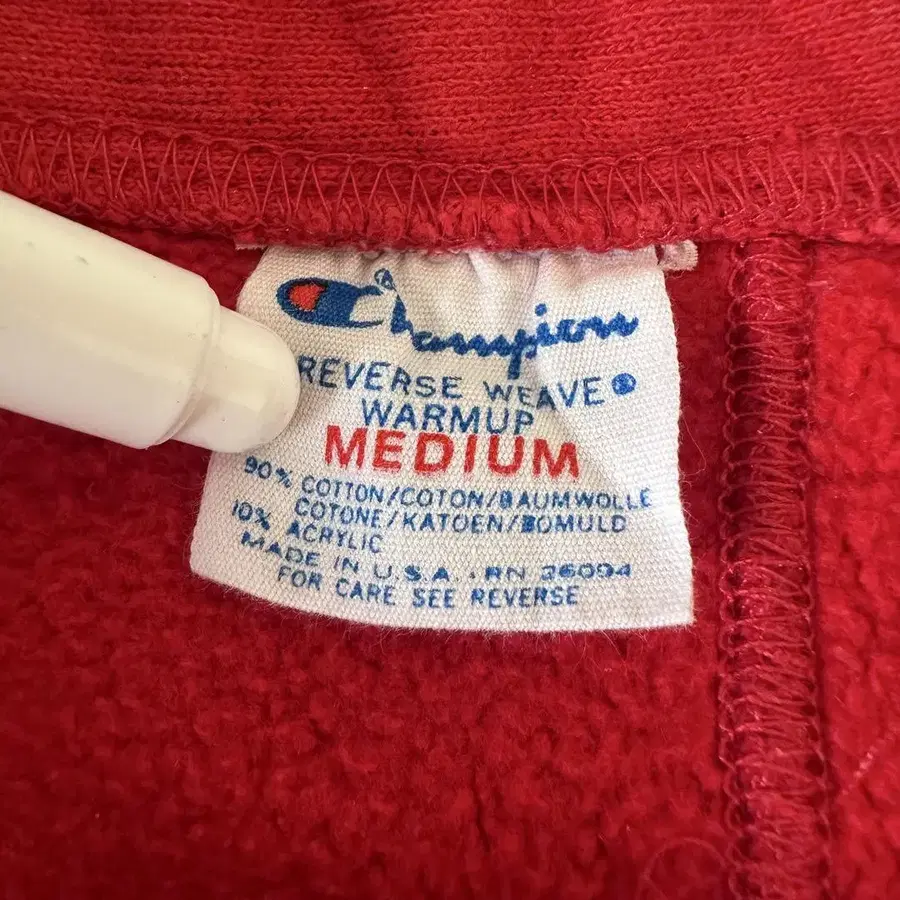 Champion®
REVERSE WEAVE®
WARMUP
MEDIUM
90% COTTON/COTON/BAUMWOLLE
COTONE/KATOEN/BOMULD
10% ACRYLIC
MADE IN U.S.A. RN 26094
FOR CARE SEE REVERSE